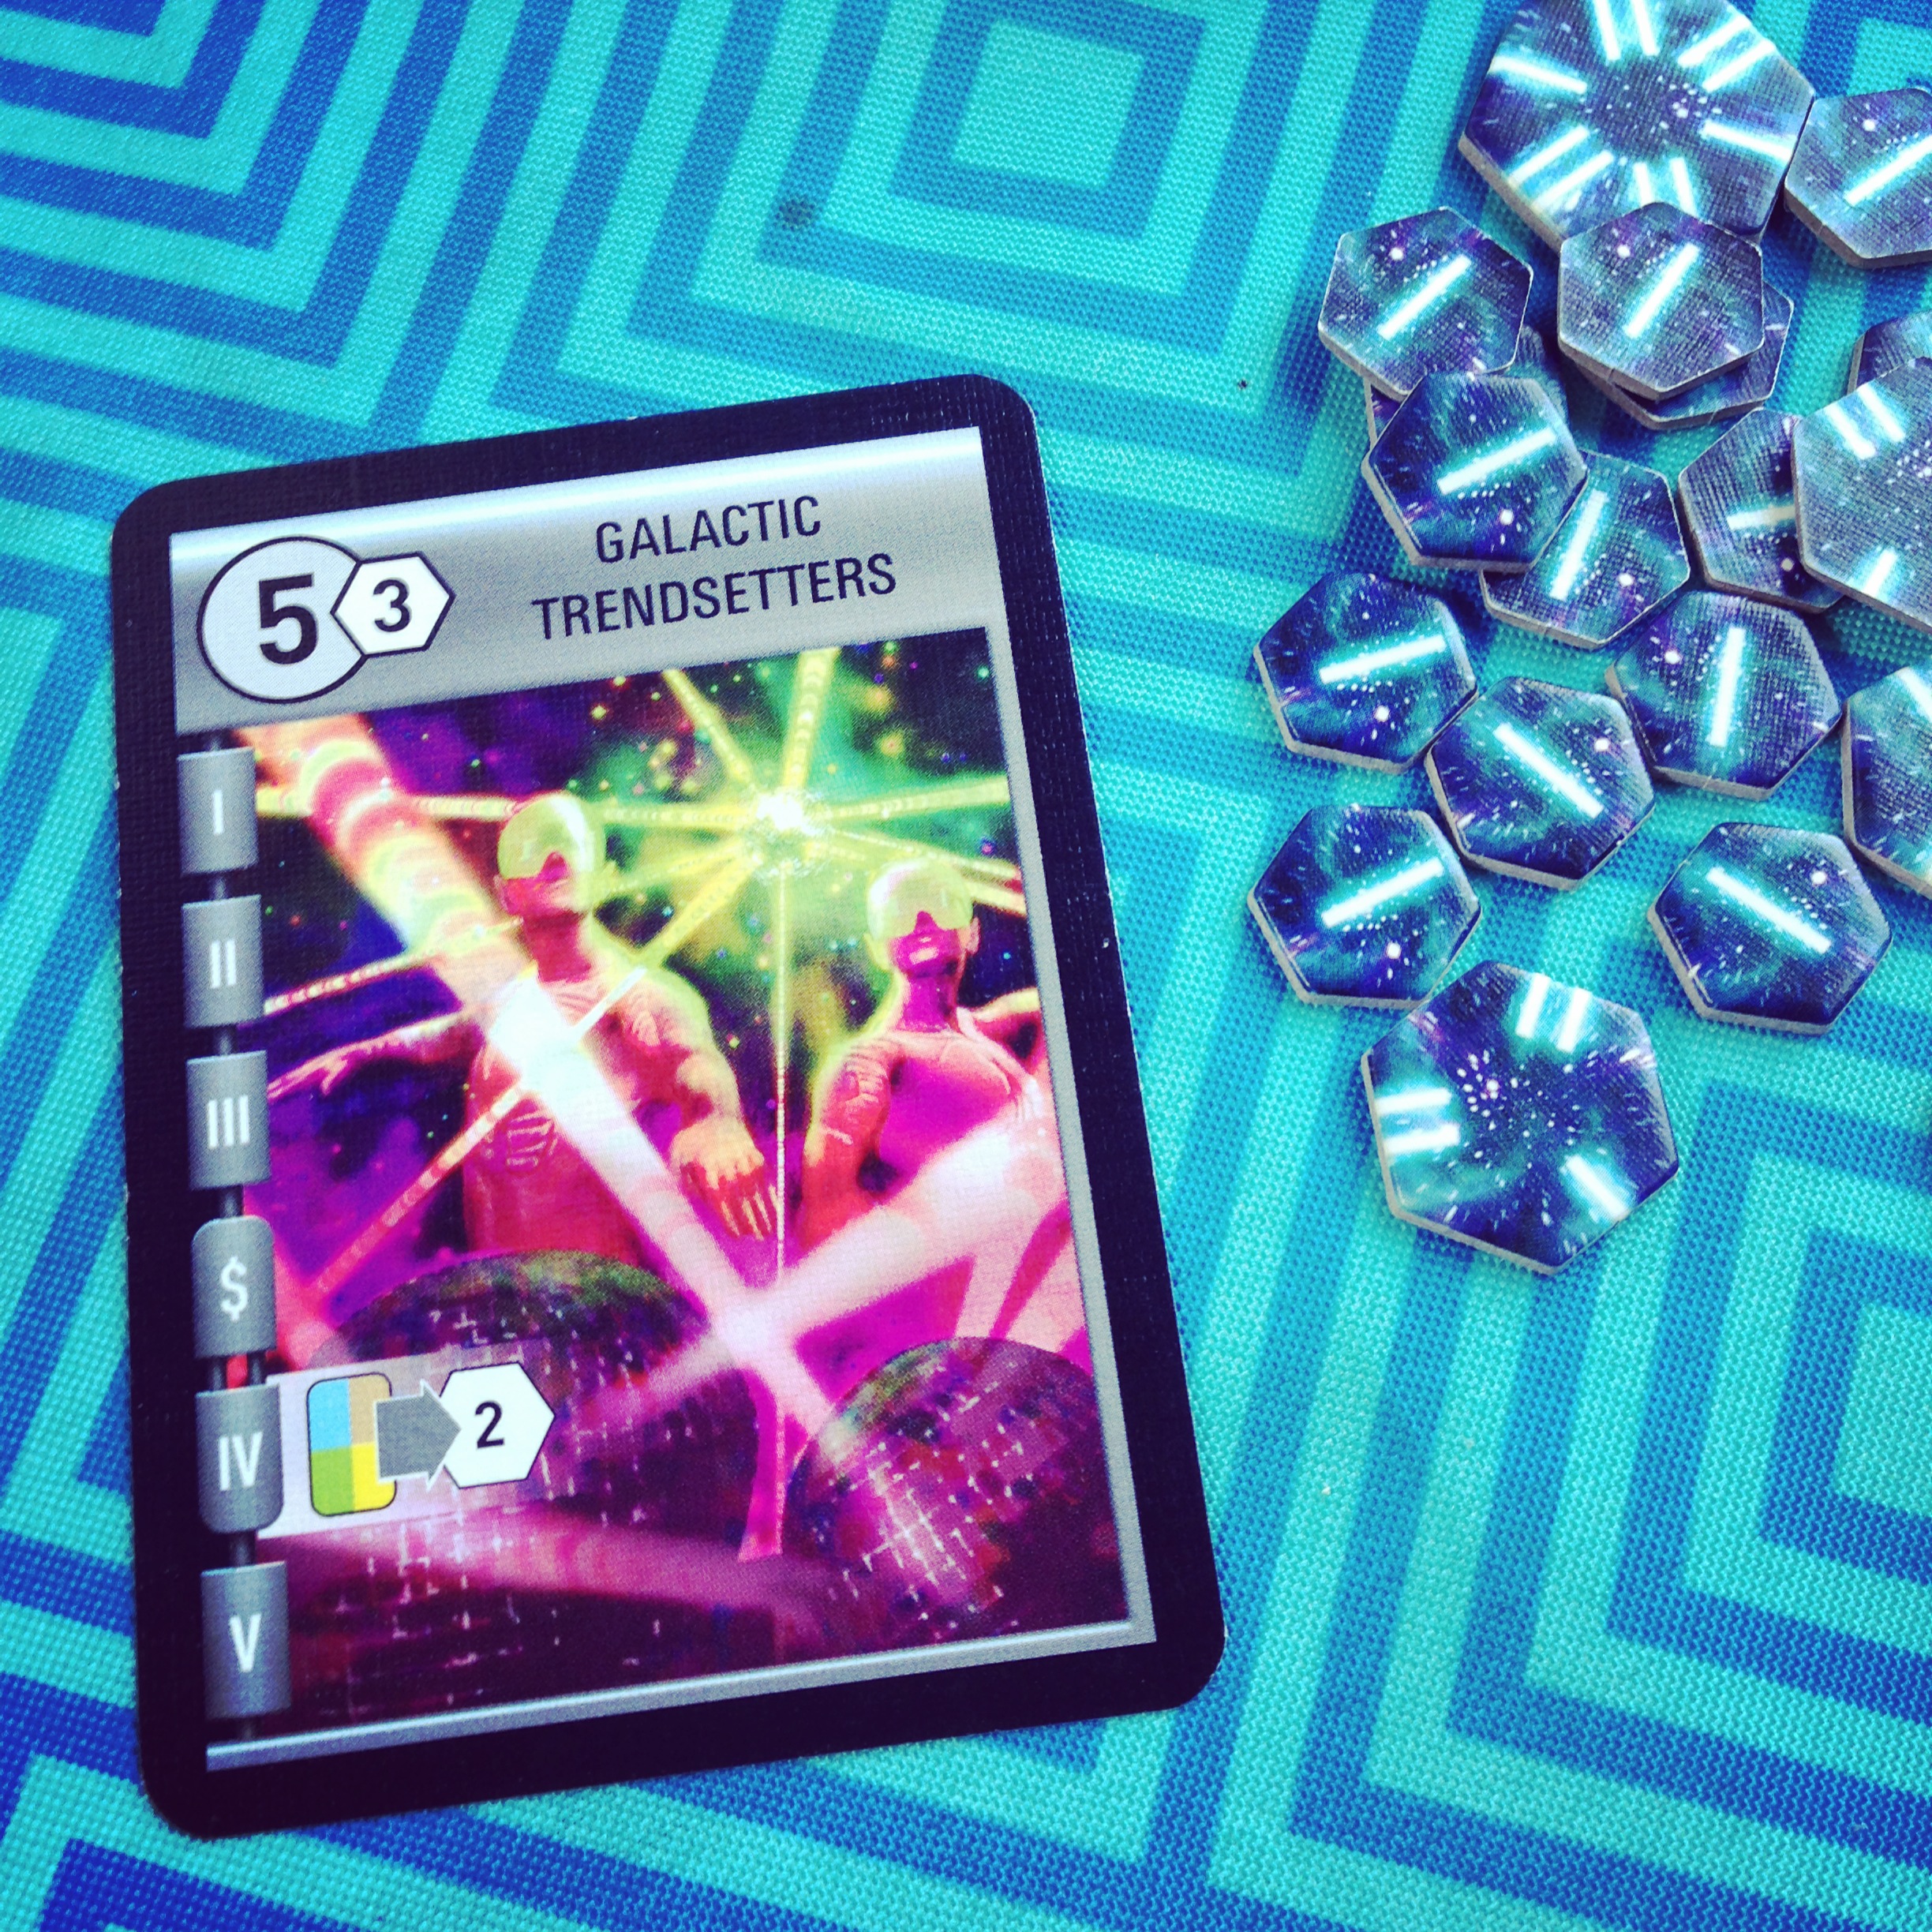 5 3
GALACTIC
TRENDSETTERS
I
II
III
$
IV 2
V